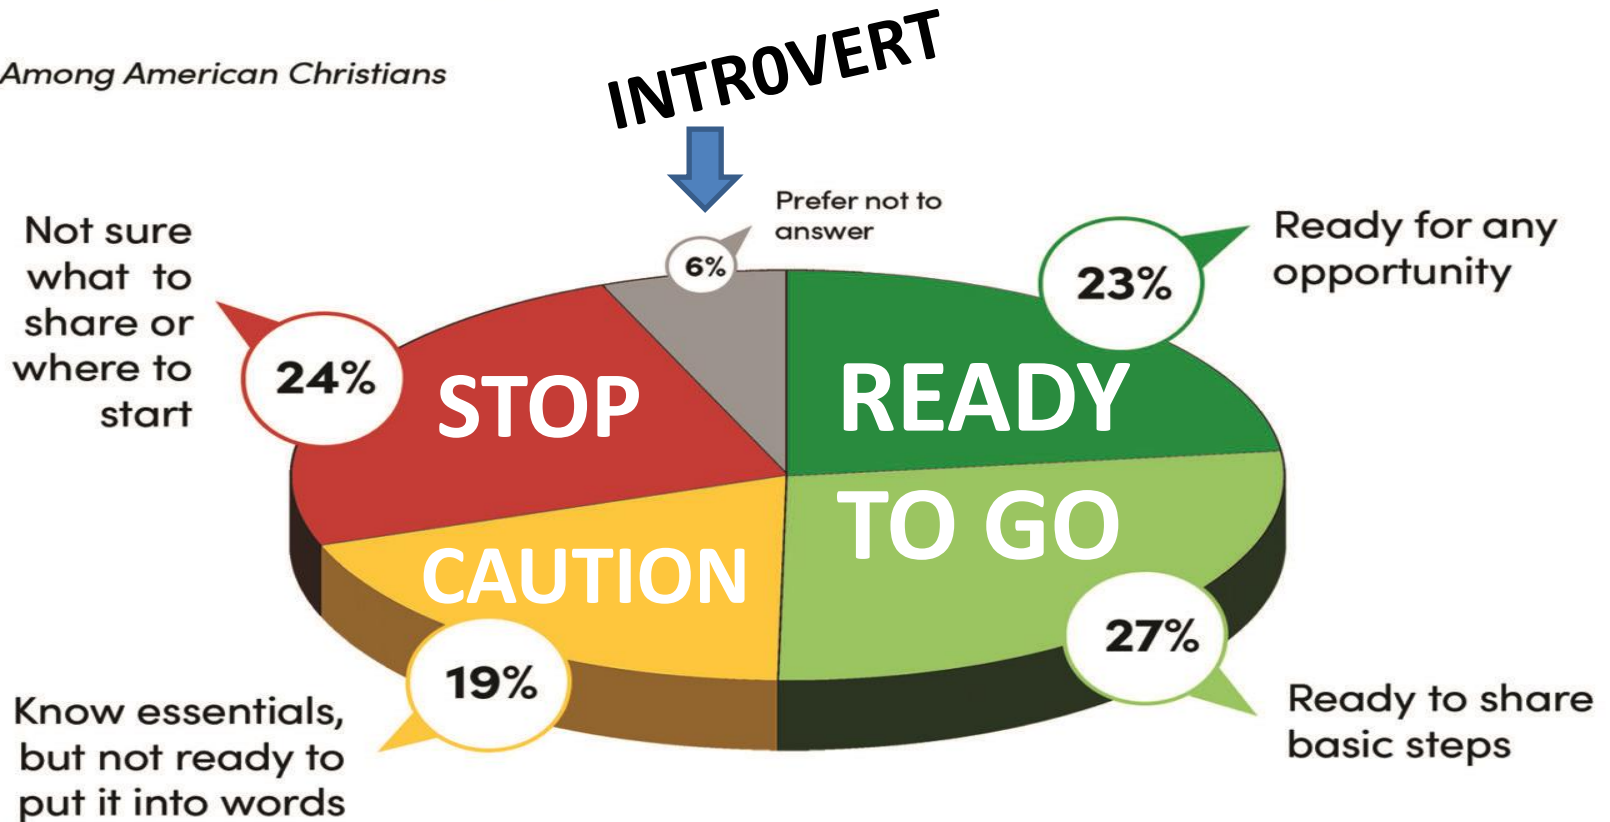 Among American Christians
INTR0VERT
Prefer not to
answer
6%
Not sure
what to
share or
where to
start
24%
STOP
Ready for any
opportunity
23%
READY
TO GO
CAUTION
19%
Know essentials,
but not ready to
put it into words
27%
Ready to share
basic steps